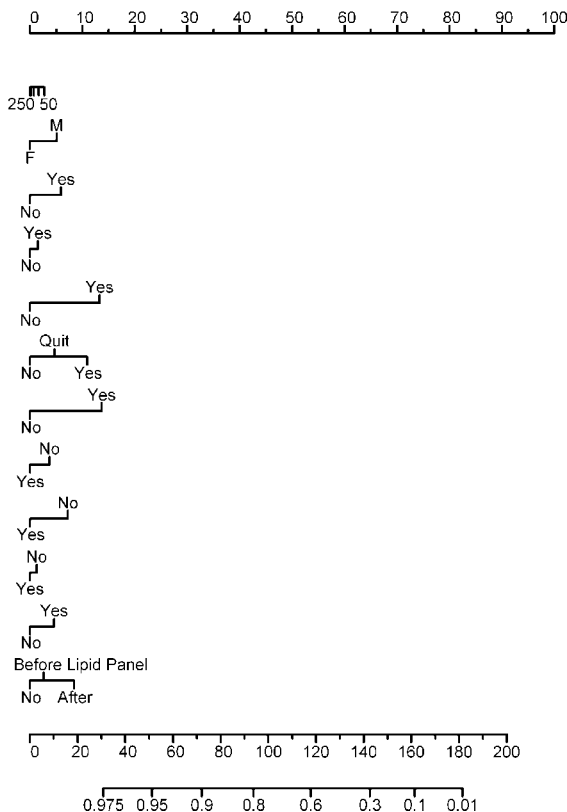 0 10 20 30 40 50 60 70 80 90 100
250 50
M
F
Yes
No
Yes
No
Yes
No
Quit
No Yes
Yes
No
No
Yes
No
Yes
No
Yes
Yes
No
Before Lipid Panel
No After
0 20 40 60 80 100 120 140 160 180 200
0.975 0.95 0.9 0.8 0.6 0.3 0.1 0.01